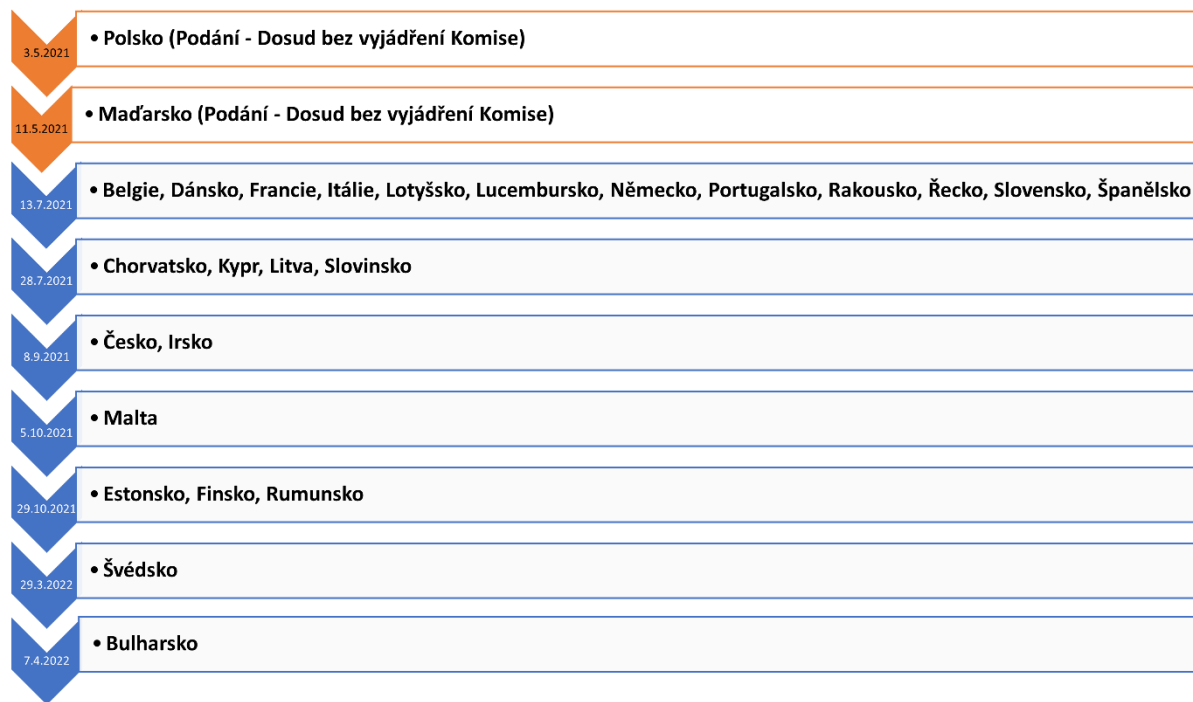 3.5.2021
• Polsko (Podání - Dosud bez vyjádření Komise)
11.5.2021
• Maďarsko (Podání - Dosud bez vyjádření Komise)
13.7.2021
• Belgie, Dánsko, Francie, Itálie, Lotyšsko, Lucembursko, Německo, Portugalsko, Rakousko, Řecko, Slovensko, Španělsko
28.7.2021
• Chorvatsko, Kypr, Litva, Slovinsko
8.9.2021
• Česko, Irsko
5.10.2021
• Malta
29.10.2021
• Estonsko, Finsko, Rumunsko
29.3.2022
• Švédsko
7.4.2022
• Bulharsko